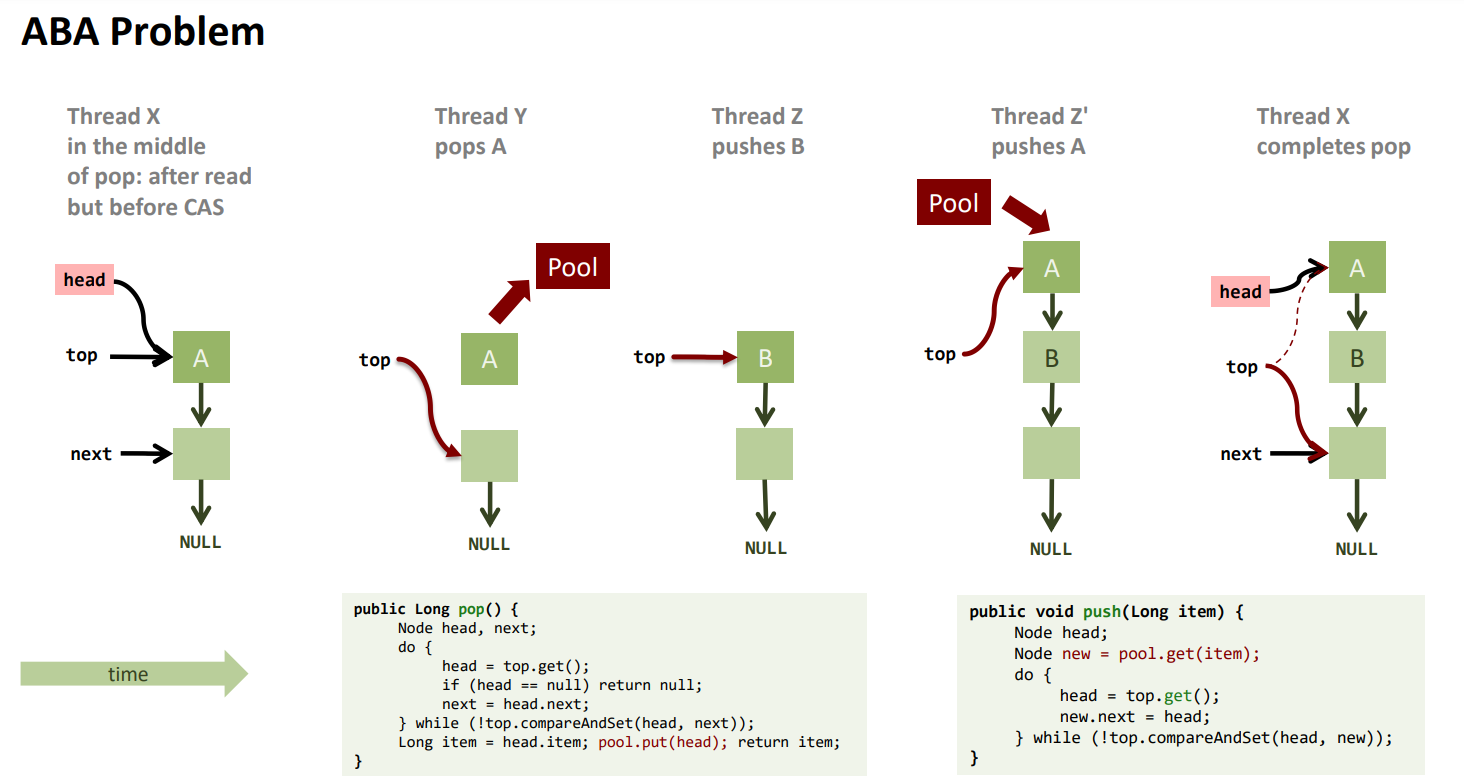 ABA Problem
Thread X
in the middle
of pop: after read
but before CAS
Thread Y
pops A
Thread Z
pushes B
Thread Z'
pushes A
Thread X
completes pop
head
top
A
next
NULL
Pool
top
A
NULL
top
B
NULL
Pool
A
top
B
NULL
A
head
top
B
next
NULL
time
public Long pop() {
Node head, next;
do {
head = top.get();
if (head == null) return null;
next = head.next;
} while (!top.compareAndSet(head, next));
Long item = head.item; pool.put(head); return item;
}
public void push(Long item) {
Node head;
Node new = pool.get(item);
do {
head = top.get();
new.next = head;
} while (!top.compareAndSet(head, new));
}